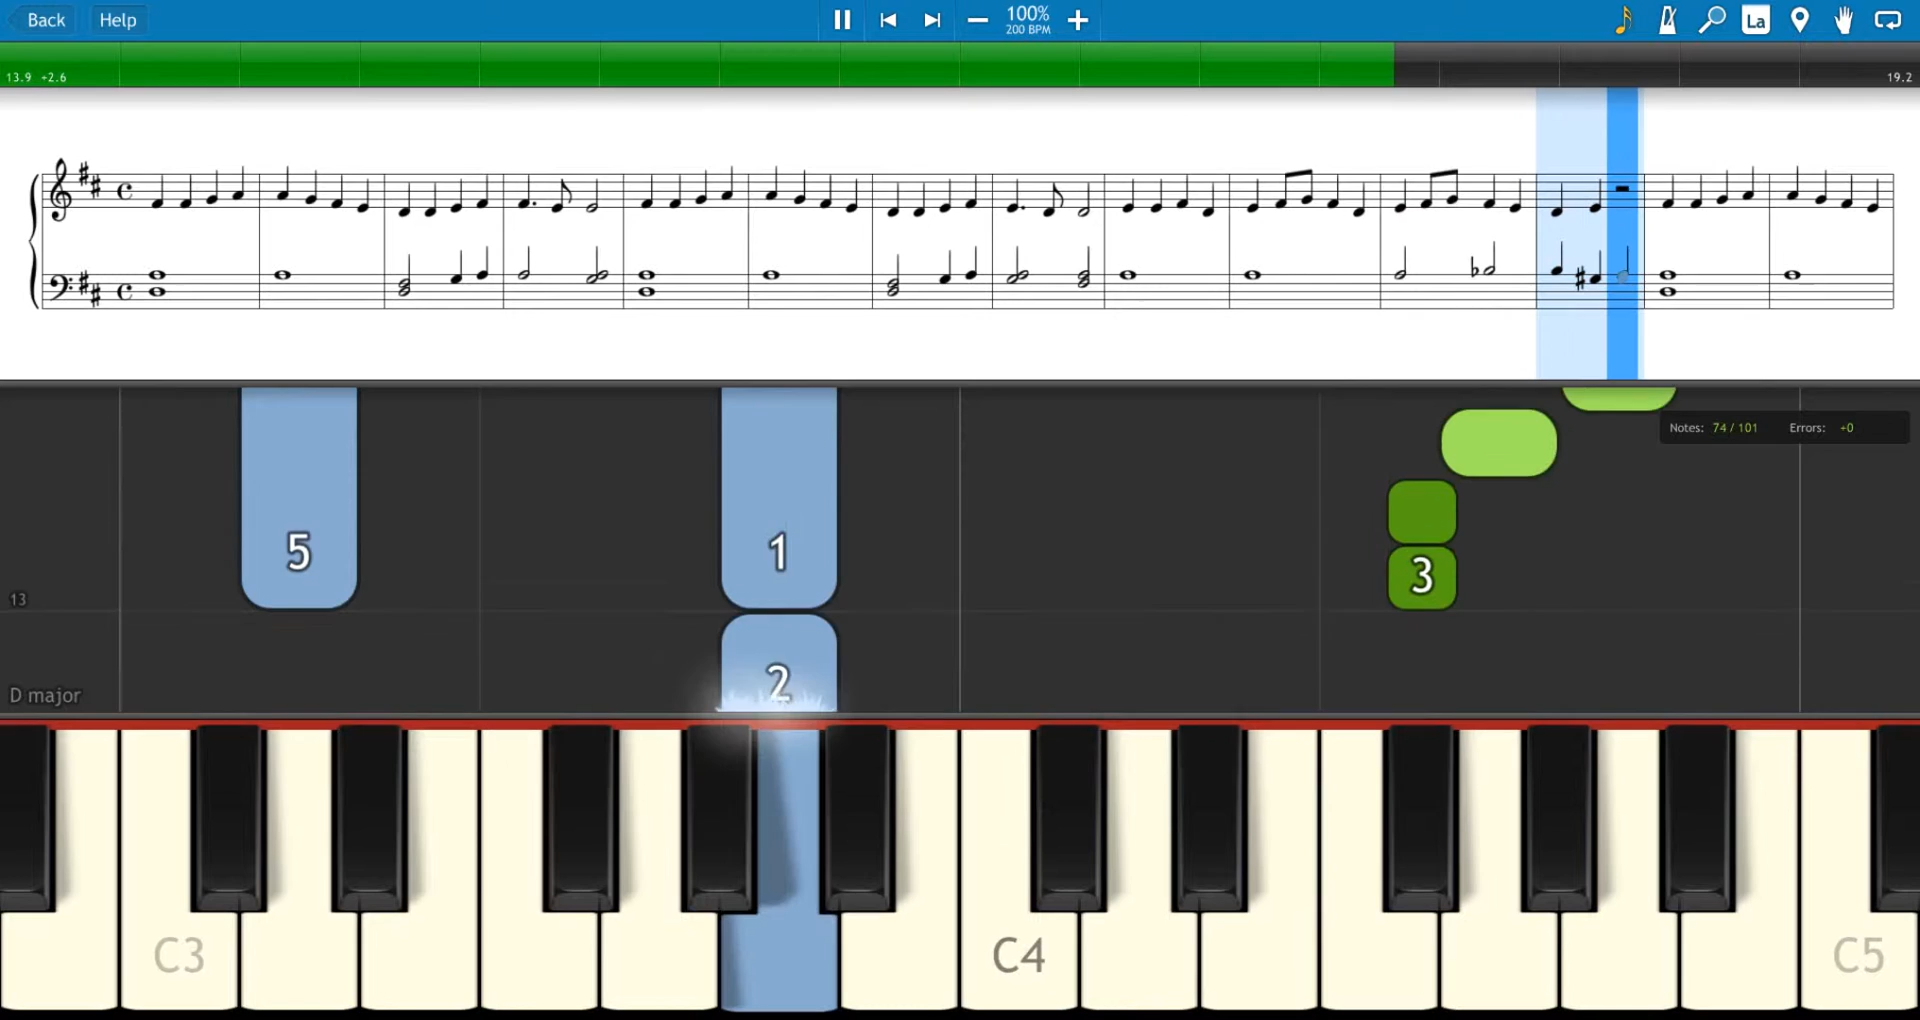 Back Help 100% La
200 BPM
13.9 +2.6 19.2
Notes: 74 / 101 Errors: +0
5 1 3
13
2
D major
C3 C4 C5